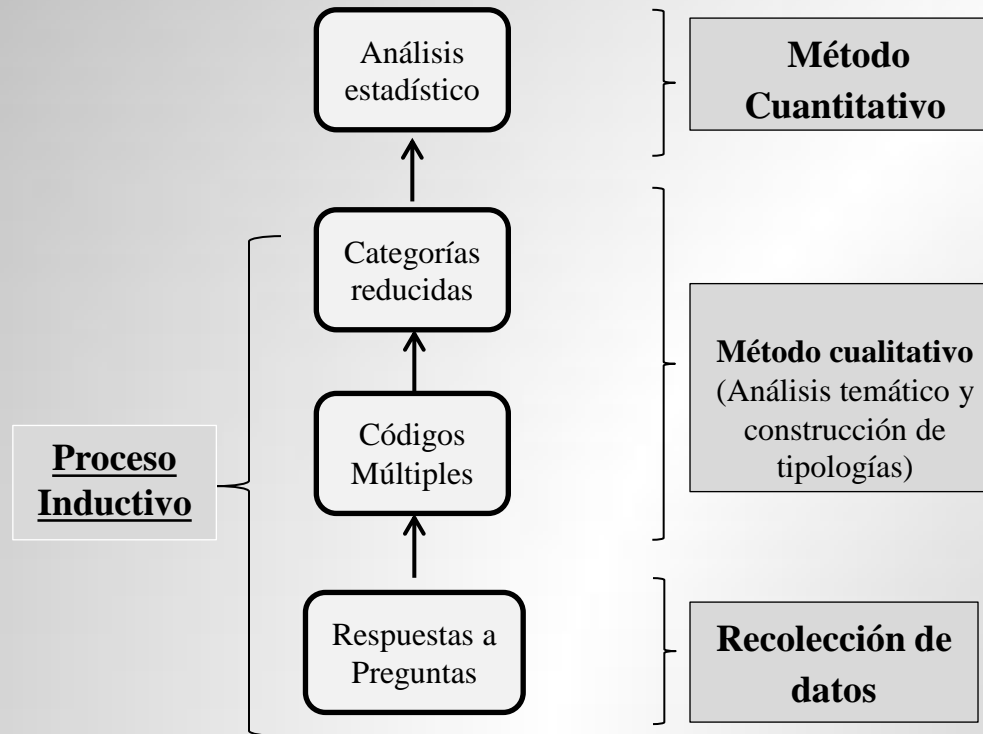 Análisis
estadístico
Método
Cuantitativo
Categorías
reducidas
Método cualitativo
(Análisis temático y
construcción de
tipologías)
Códigos
Múltiples
Proceso
Inductivo
Respuestas a
Preguntas
Recolección de
datos